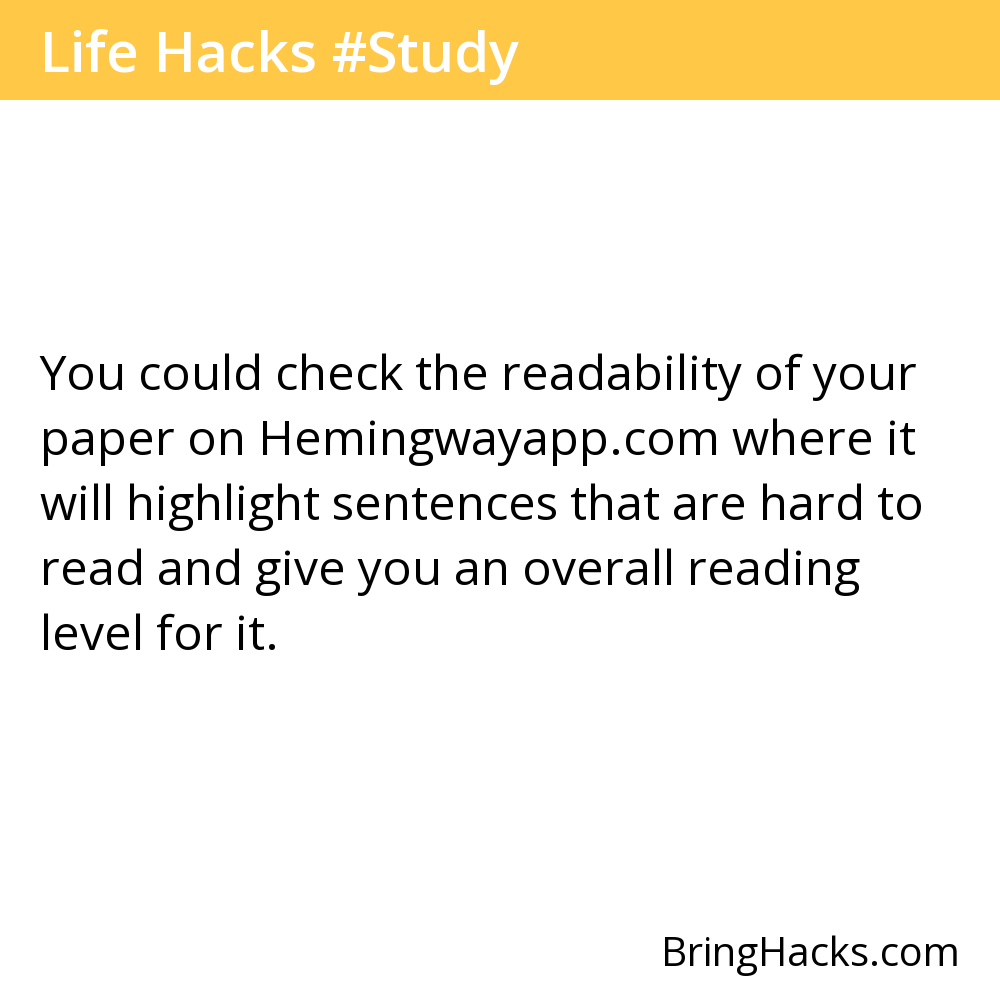 Life Hacks #Study
You could check the readability of your
paper on Hemingwayapp.com where it
will highlight sentences that are hard to
read and give you an overall reading
level for it.
BringHacks.com